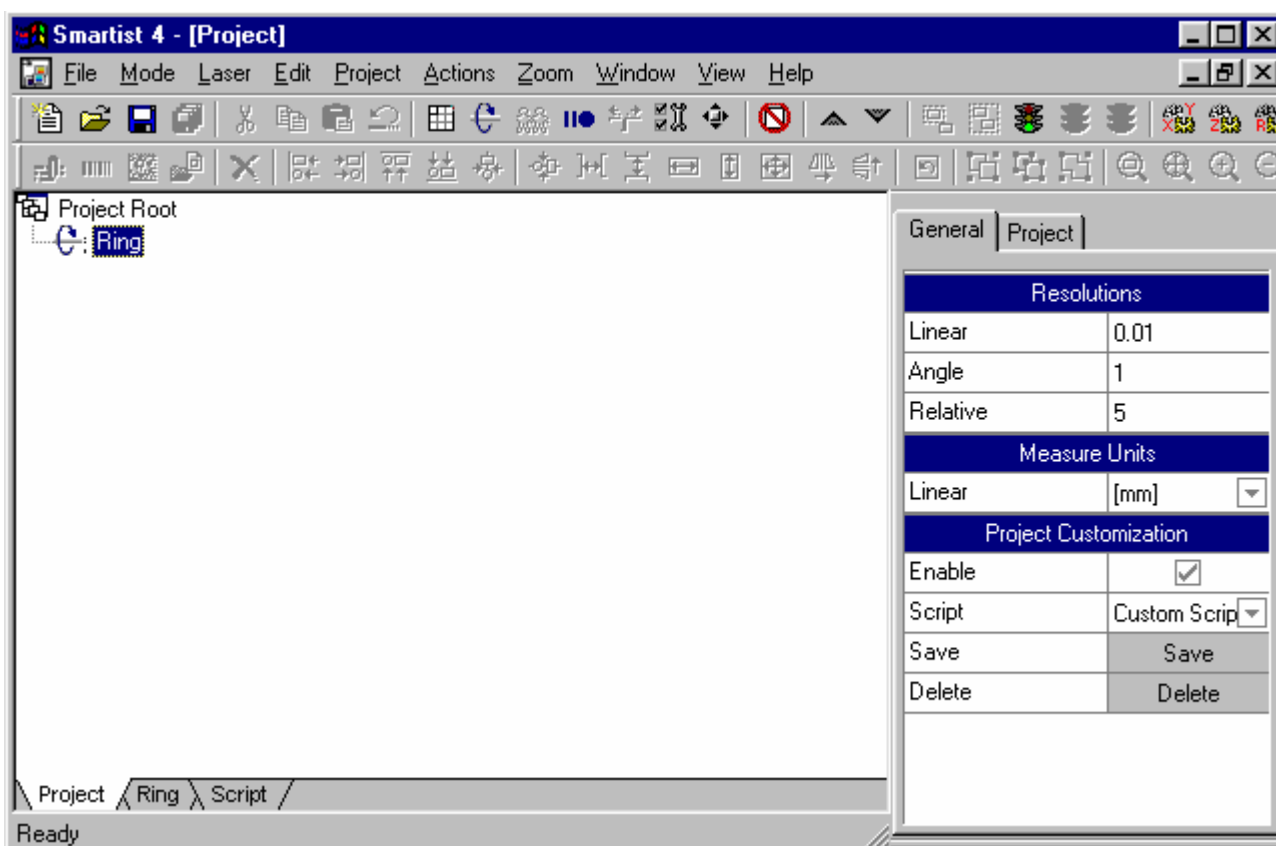 Smartist 4 - [Project]
File Mode Laser Edit Project Actions Zoom Window View Help
Project Root
Ring
General Project
Resolutions
Linear 0.01
Angle 1
Relative 5
Measure Units
Linear [mm]
Project Customization
Enable
Script Custom Scrip
Save Save
Delete Delete
Project Ring Script
Ready